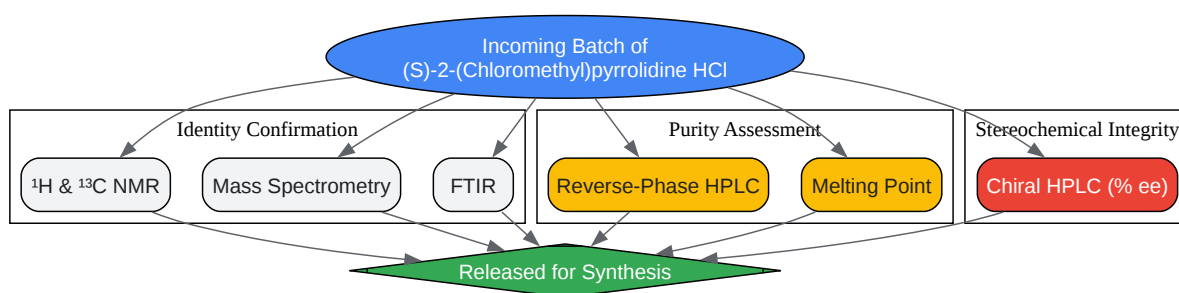 Incoming Batch of
(S)-2-(Chloromethyl)pyrrolidine HCl
Identity Confirmation
Purity Assessment
Stereochemical Integrity
¹H & ¹³C NMR
Mass Spectrometry
FTIR
Reverse-Phase HPLC
Melting Point
Chiral HPLC (% ee)
Released for Synthesis